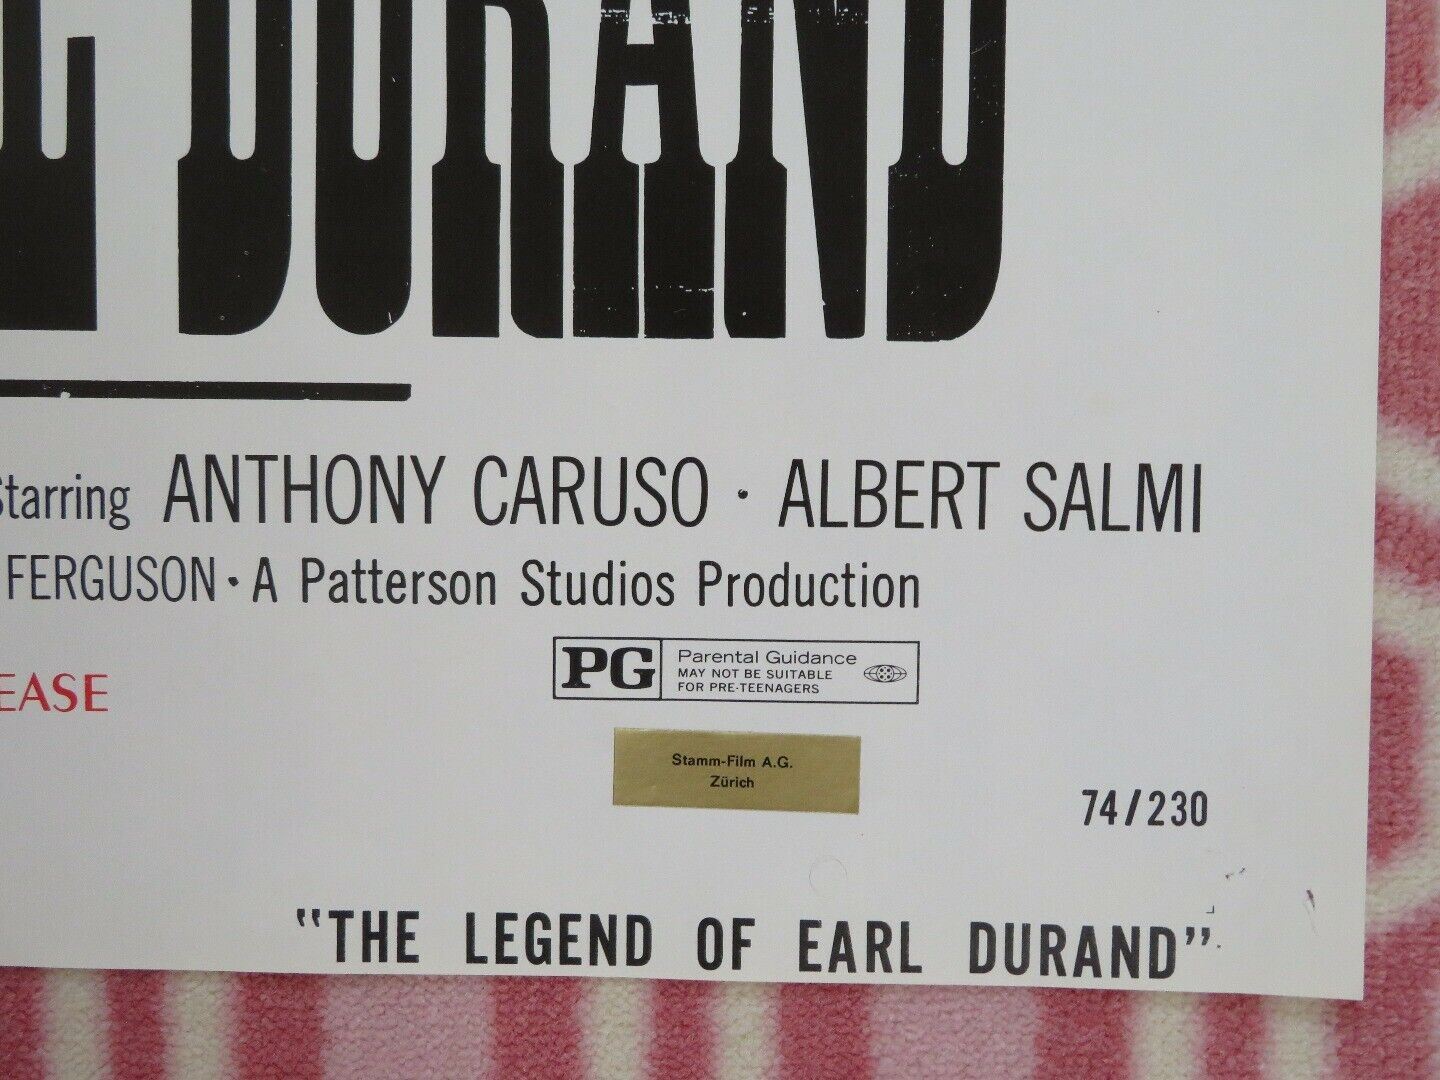 DURAND
Starring ANTHONY CARUSO · ALBERT SALMI
FERGUSON · A Patterson Studios Production
PG Parental Guidance
MAY NOT BE SUITABLE
FOR PRE-TEENAGERS
EASE
Stamm-Film A.G.
Zürich
74/230
"THE LEGEND OF EARL DURAND"